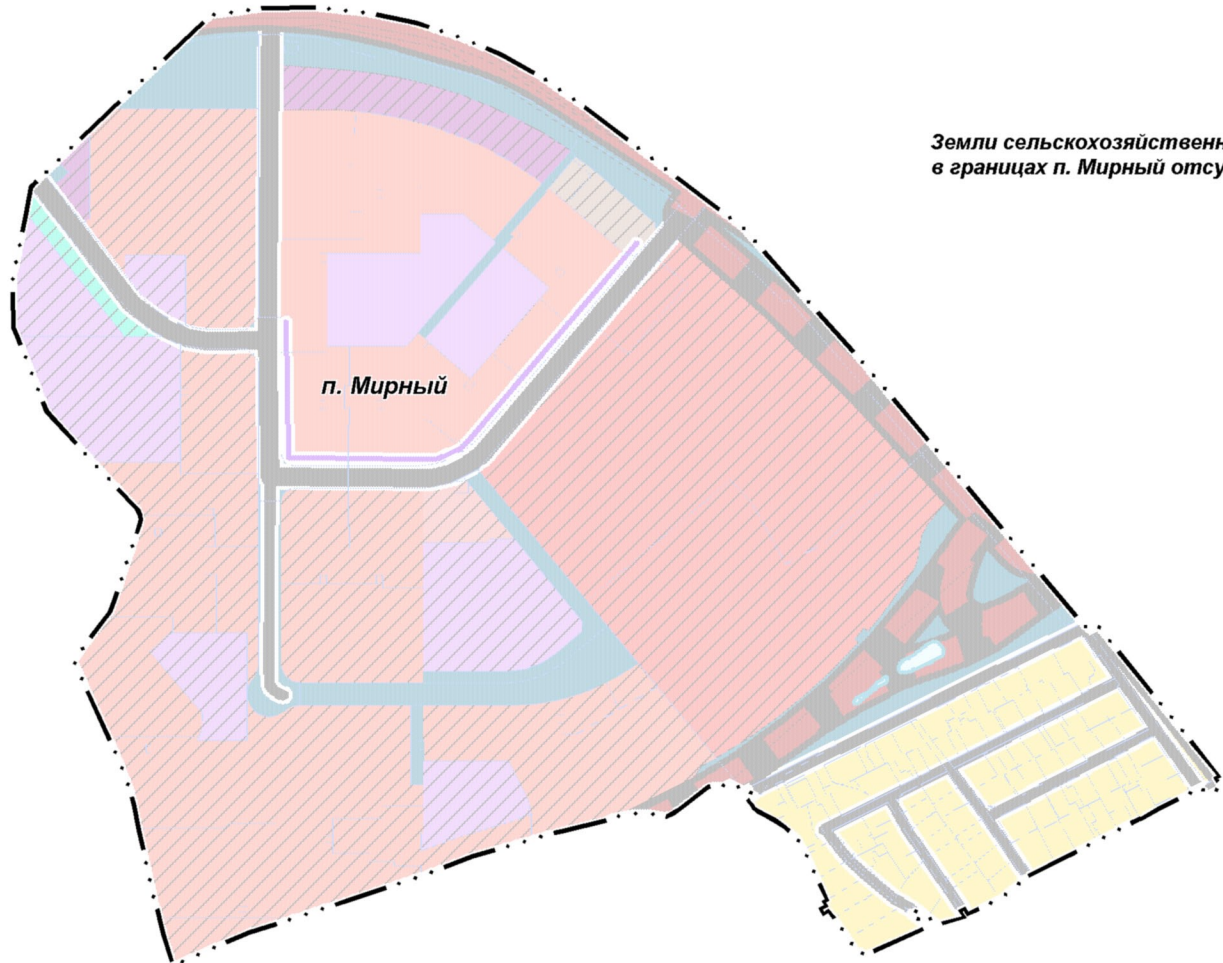 Земли сельскохозяйственн
в границах п. Мирный отсу
п. Мирный